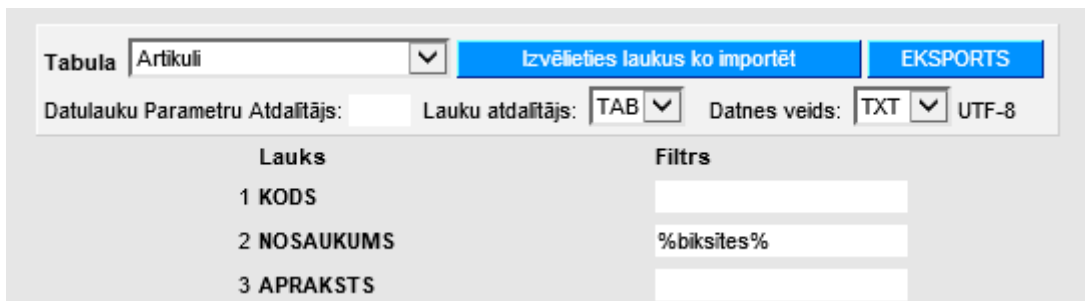 Tabula Artikuli Izvēlieties laukus ko importēt EKSPORTS
Datulauku Parametru Atdalītājs: Lauku atdalītājs: TAB Datnes veids: TXT UTF-8
Lauks Filtrs
1 KODS
2 NOSAUKUMS %biksītes%
3 APRAKSTS